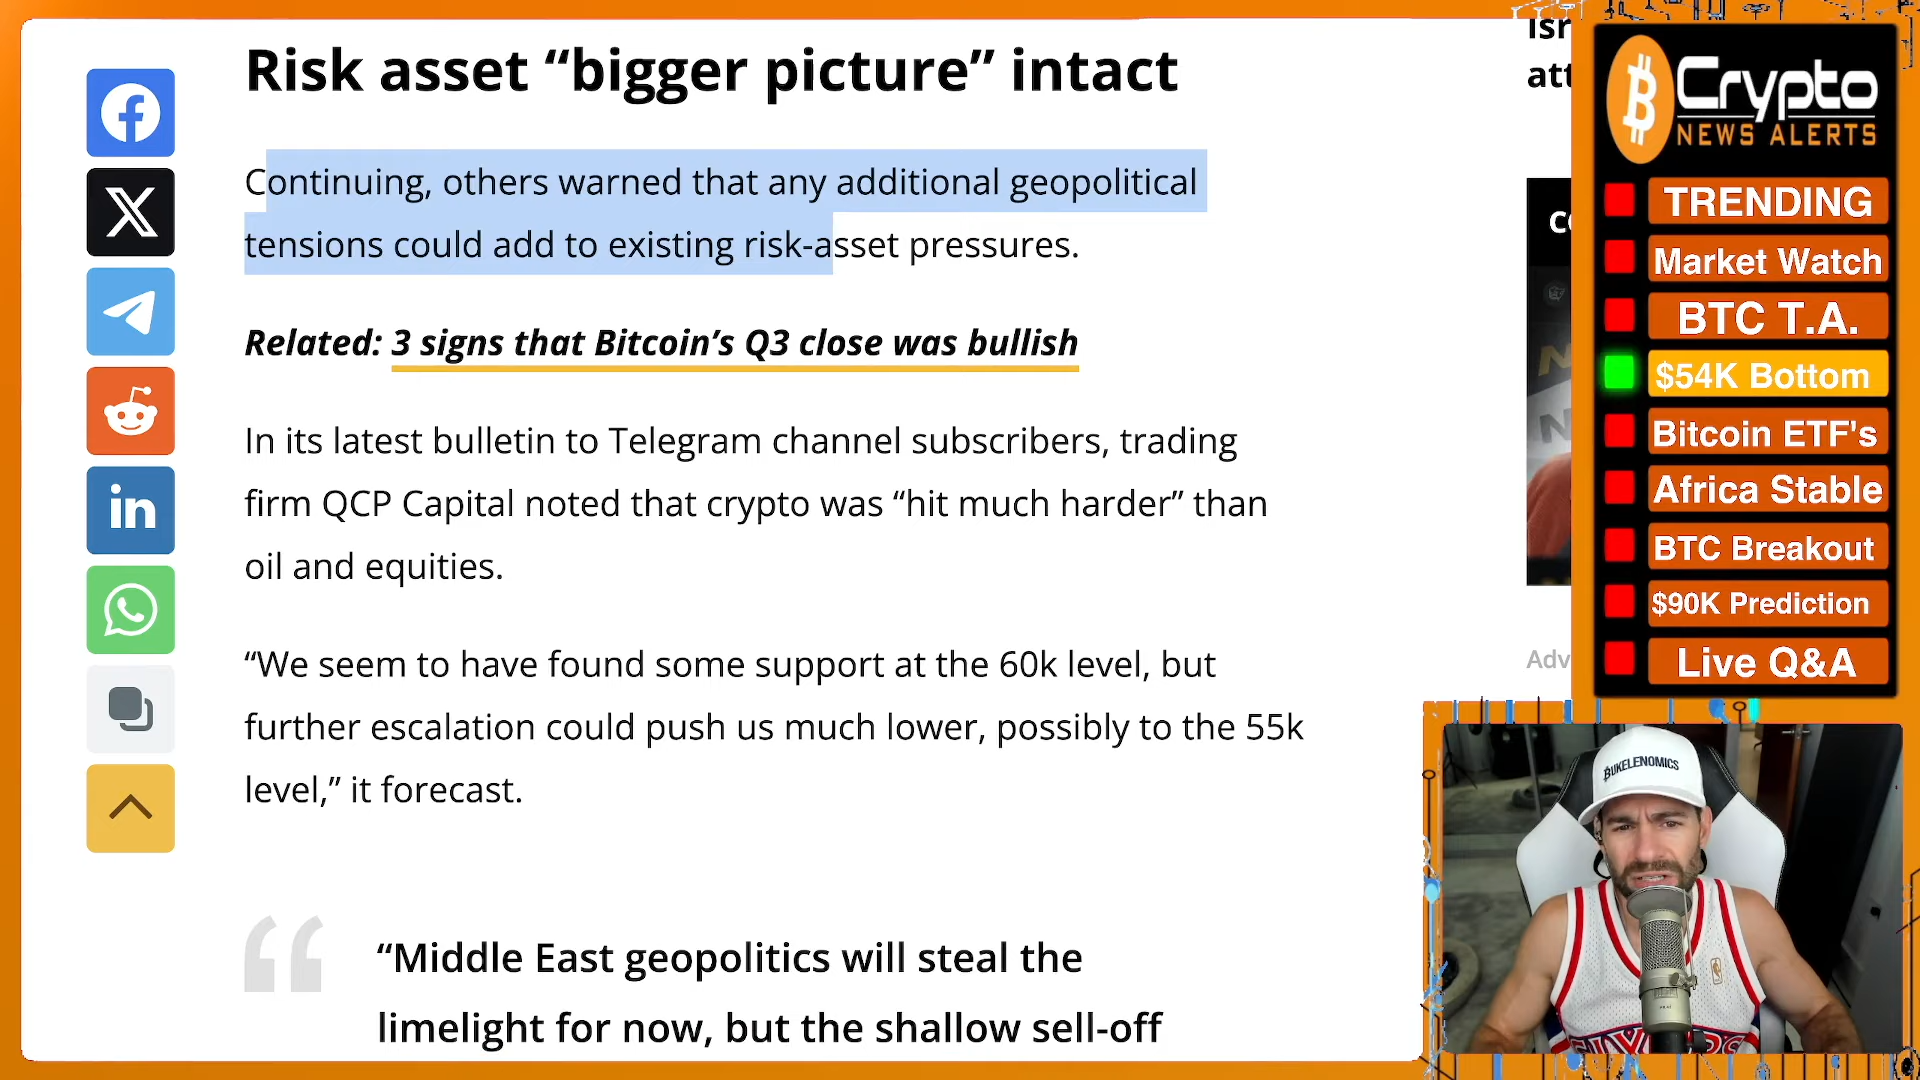 Risk asset “bigger picture” intact
Continuing, others warned that any additional geopolitical
tensions could add to existing risk-asset pressures.
Related: 3 signs that Bitcoin’s Q3 close was bullish
In its latest bulletin to Telegram channel subscribers, trading
firm QCP Capital noted that crypto was “hit much harder” than
oil and equities.
“We seem to have found some support at the 60k level, but
further escalation could push us much lower, possibly to the 55k
level,” it forecast.
“Middle East geopolitics will steal the
limelight for now, but the shallow sell-off
Isr
att
Adv
Crypto
NEWS ALERTS
TRENDING
Market Watch
BTC T.A.
$54K Bottom
Bitcoin ETF's
Africa Stable
BTC Breakout
$90K Prediction
Live Q&A
BUKELENOMICS